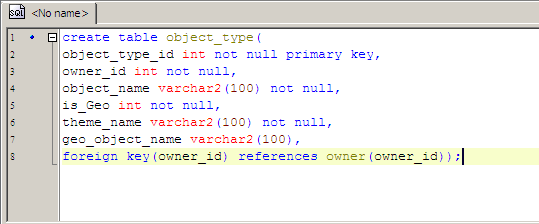 SQL <No name>
1 create table object_type(
2 object_type_id int not null primary key,
3 owner_id int not null,
4 object_name varchar2(100) not null,
5 is_Geo int not null,
6 theme_name varchar2(100) not null,
7 geo_object_name varchar2(100),
8 foreign key(owner_id) references owner(owner_id));